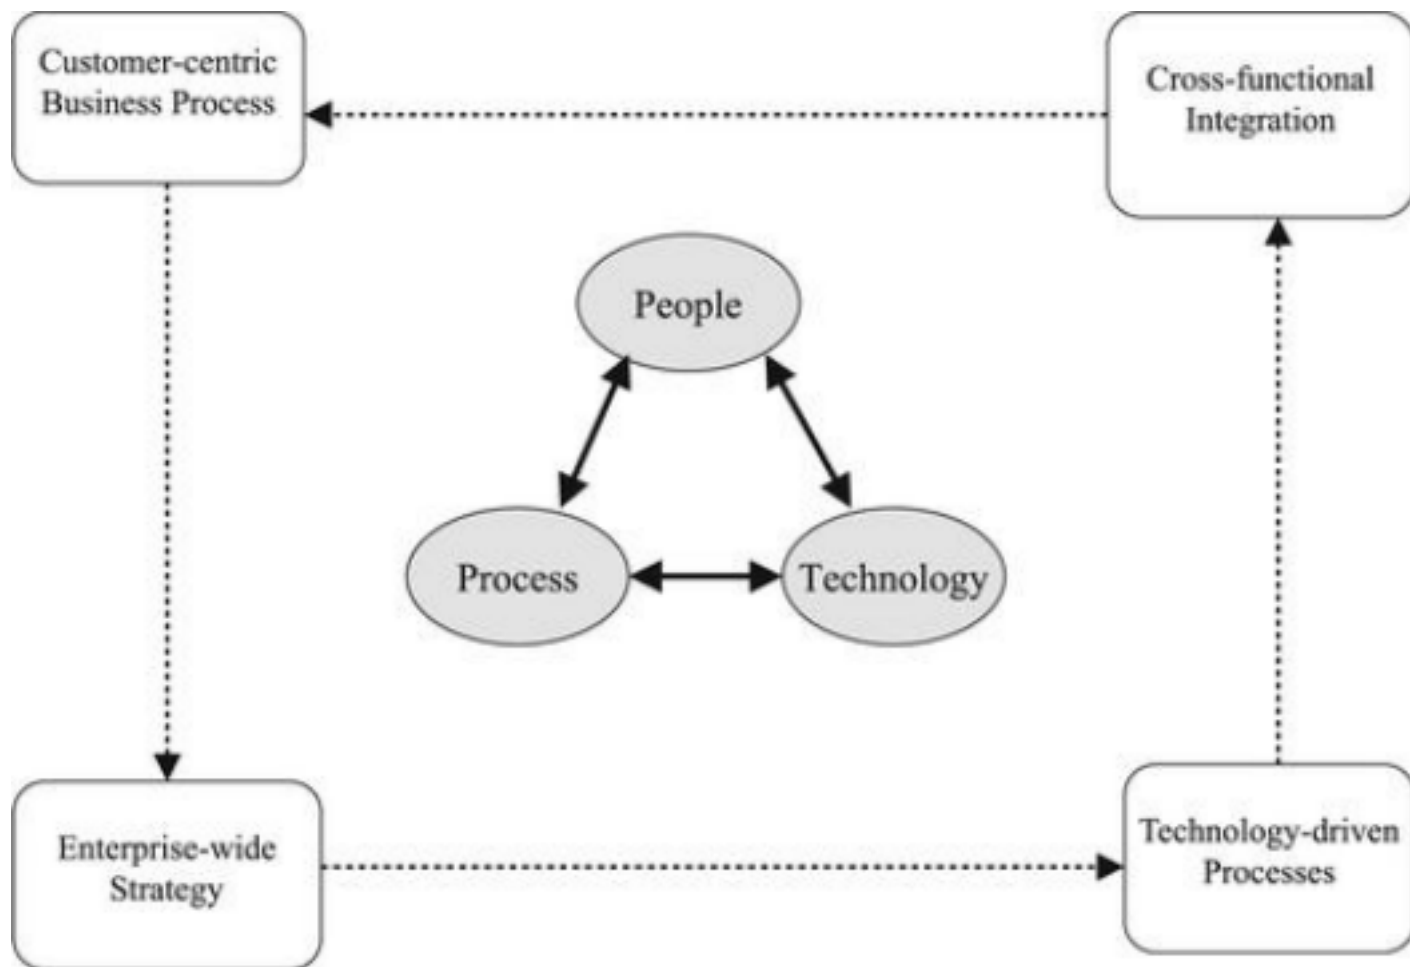 Customer-centric
Business Process
Cross-functional
Integration
People
Process
Technology
Enterprise-wide
Strategy
Technology-driven
Processes